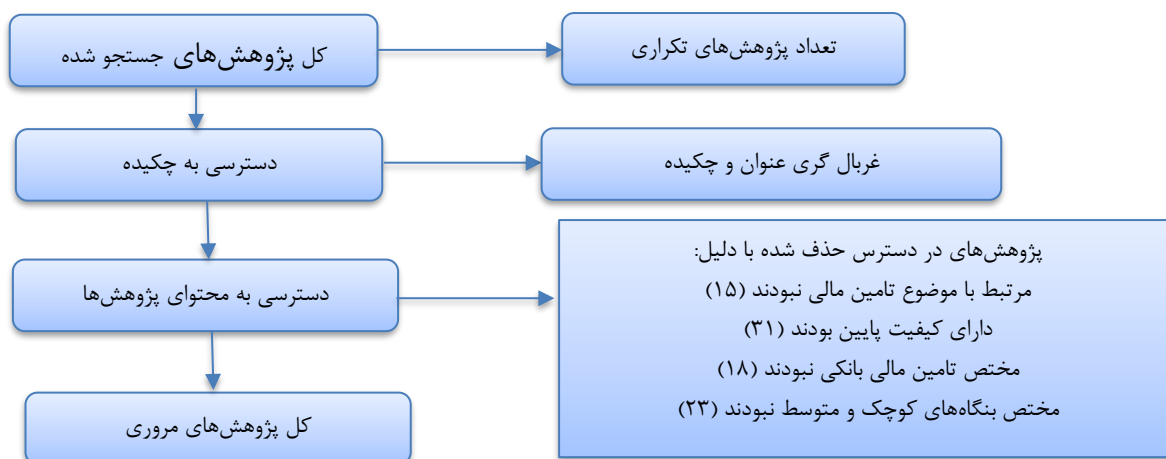 کل پژوهش‌های جستجو شده
تعداد پژوهش‌های تکراری
دسترسی به چکیده
غربال گری عنوان و چکیده
دسترسی به محتوای پژوهش‌ها
پژوهش‌های در دسترس حذف شده با دلیل:
مرتبط با موضوع تامین مالی نبودند (۱۵)
دارای کیفیت پایین بودند (۳۱)
مختص تامین مالی بانکی نبودند (۱۸)
مختص بنگاه‌های کوچک و متوسط نبودند (۲۳)
کل پژوهش‌های مروری